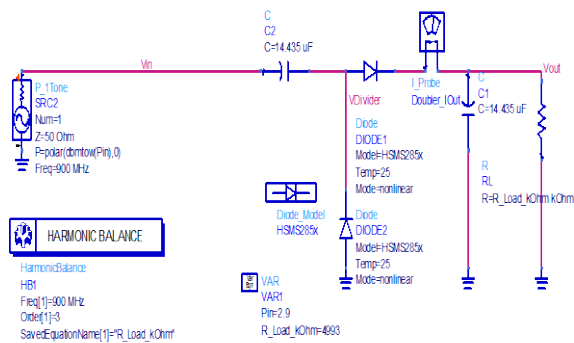 C
C2
C=14.435 uF
Vin
P_1Tone
SRC2
Num=1
Z=50 Ohm
P=polar(dbmtow(Pin),0)
Freq=900 MHz
I_Probe
Doubler_IOut
Vout
C
C1
C=14.435 uF
VDivider
Diode
DIODE1
Model=HSMS285x
Temp=25
Mode=nonlinear
R
RL
R=R_Load_kOhm kOhm
Diode_Model
HSMS285x
Diode
DIODE2
Model=HSMS285x
Temp=25
Mode=nonlinear
HARMONIC BALANCE
HarmonicBalance
HB1
Freq[1]=900 MHz
Order[1]=3
SavedEquationName[1]="R_Load_kOhm"
Var
Eqn
VAR
VAR1
Pin=2.9
R_Load_kOhm=4993